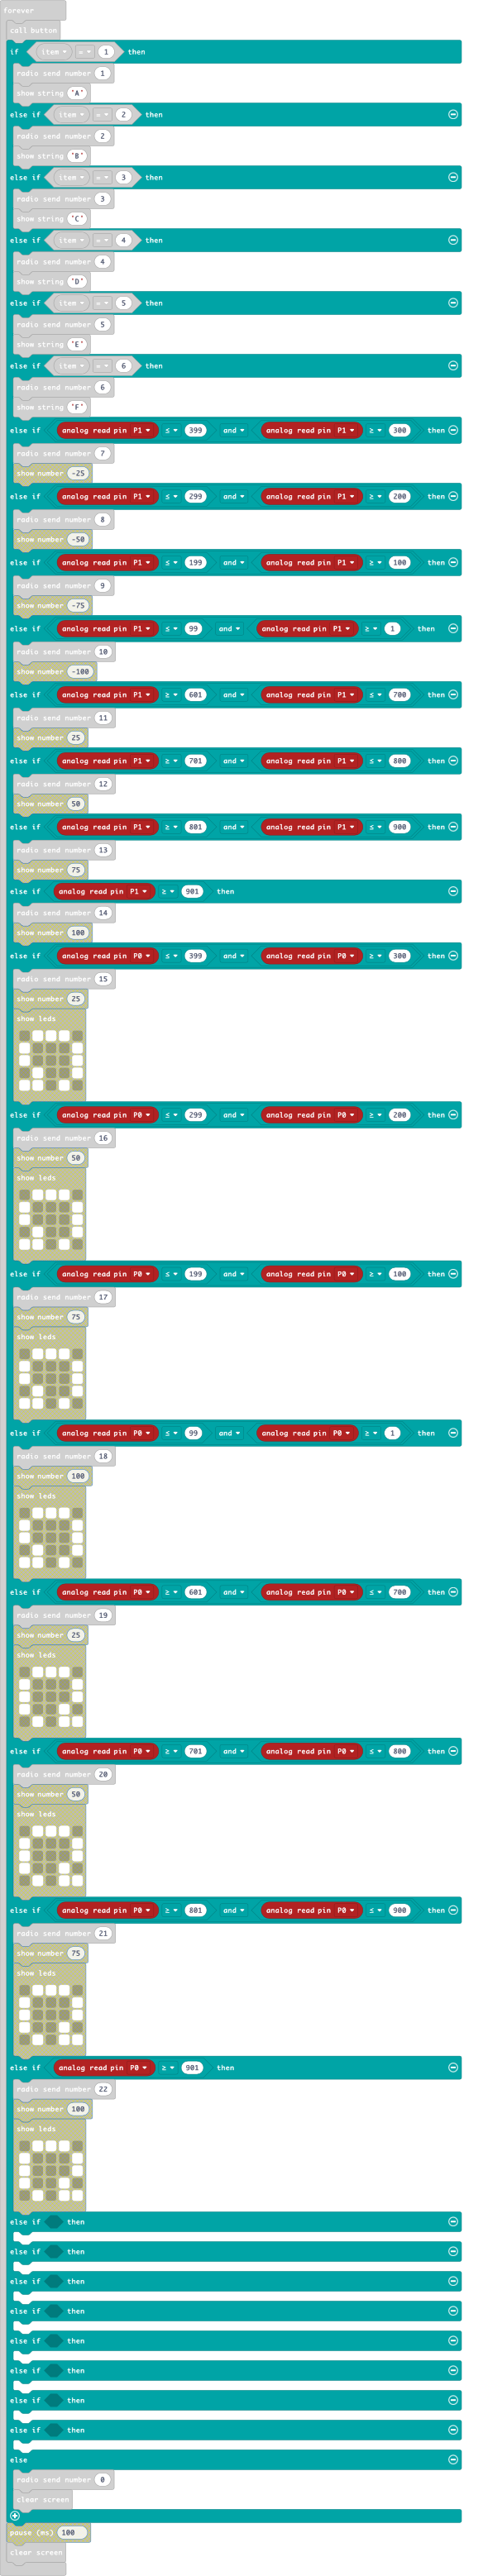 forever
call button
if item = 1 then
radio send number 1
show string "A"
else if item = 2 then
radio send number 2
show string "B"
else if item = 3 then
radio send number 3
show string "C"
else if item = 4 then
radio send number 4
show string "D"
else if item = 5 then
radio send number 5
show string "E"
else if item = 6 then
radio send number 6
show string "F"
else if analog read pin P1 ≤ 399 and analog read pin P1 ≥ 300 then
radio send number 7
show number -25
else if analog read pin P1 ≤ 299 and analog read pin P1 ≥ 200 then
radio send number 8
show number -50
else if analog read pin P1 ≤ 199 and analog read pin P1 ≥ 100 then
radio send number 9
show number -75
else if analog read pin P1 ≤ 99 and analog read pin P1 ≥ 1 then
radio send number 10
show number -100
else if analog read pin P1 ≥ 601 and analog read pin P1 ≤ 700 then
radio send number 11
show number 25
else if analog read pin P1 ≥ 701 and analog read pin P1 ≤ 800 then
radio send number 12
show number 50
else if analog read pin P1 ≥ 801 and analog read pin P1 ≤ 900 then
radio send number 13
show number 75
else if analog read pin P1 ≥ 901 then
radio send number 14
show number 100
else if analog read pin P0 ≤ 399 and analog read pin P0 ≥ 300 then
radio send number 15
show number 25
show leds
else if analog read pin P0 ≤ 299 and analog read pin P0 ≥ 200 then
radio send number 16
show number 50
show leds
else if analog read pin P0 ≤ 199 and analog read pin P0 ≥ 100 then
radio send number 17
show number 75
show leds
else if analog read pin P0 ≤ 99 and analog read pin P0 ≥ 1 then
radio send number 18
show number 100
show leds
else if analog read pin P0 ≥ 601 and analog read pin P0 ≤ 700 then
radio send number 19
show number 25
show leds
else if analog read pin P0 ≥ 701 and analog read pin P0 ≤ 800 then
radio send number 20
show number 50
show leds
else if analog read pin P0 ≥ 801 and analog read pin P0 ≤ 900 then
radio send number 21
show number 75
show leds
else if analog read pin P0 ≥ 901 then
radio send number 22
show number 100
show leds
else if then
else if then
else if then
else if then
else if then
else if then
else if then
else if then
else
radio send number 0
clear screen
pause (ms) 100
clear screen